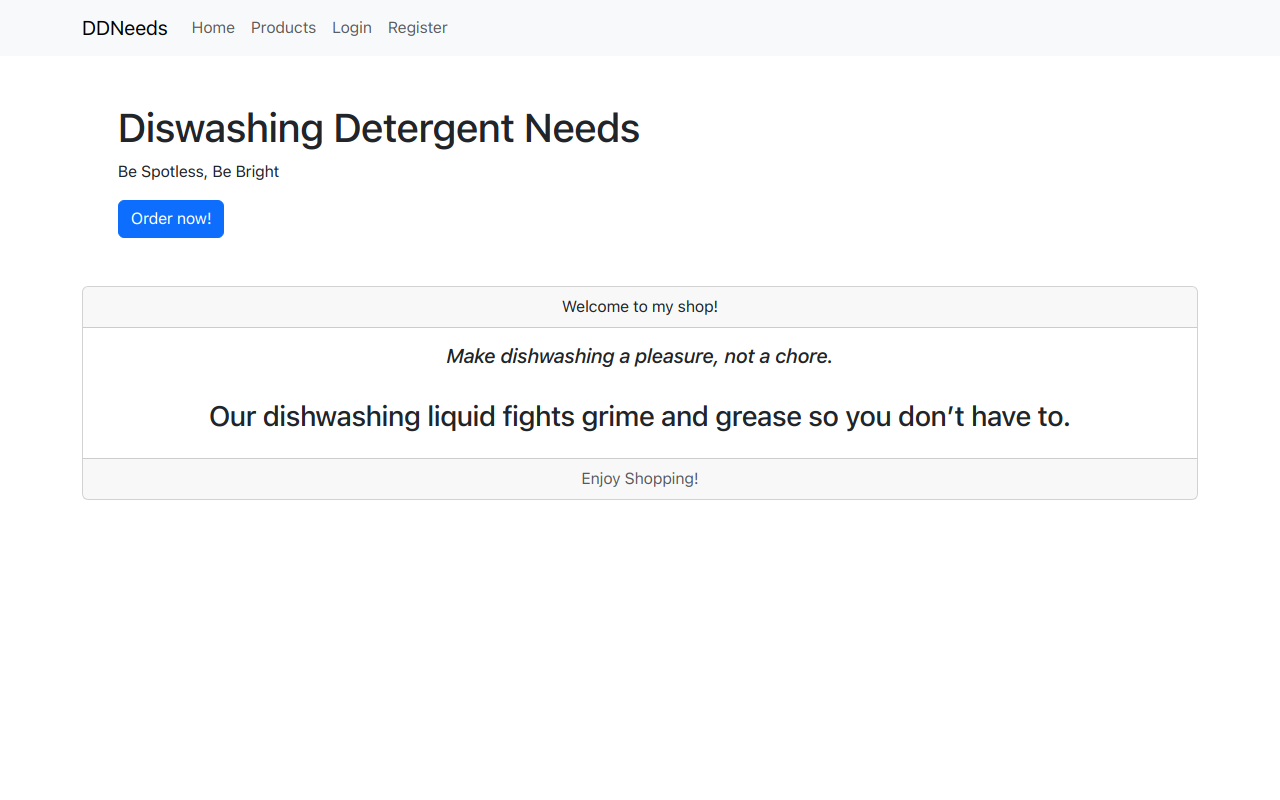 DDNeeds Home Products Login Register
Diswashing Detergent Needs
Be Spotless, Be Bright
Order now!
Welcome to my shop!
Make dishwashing a pleasure, not a chore.
Our dishwashing liquid fights grime and grease so you don’t have to.
Enjoy Shopping!